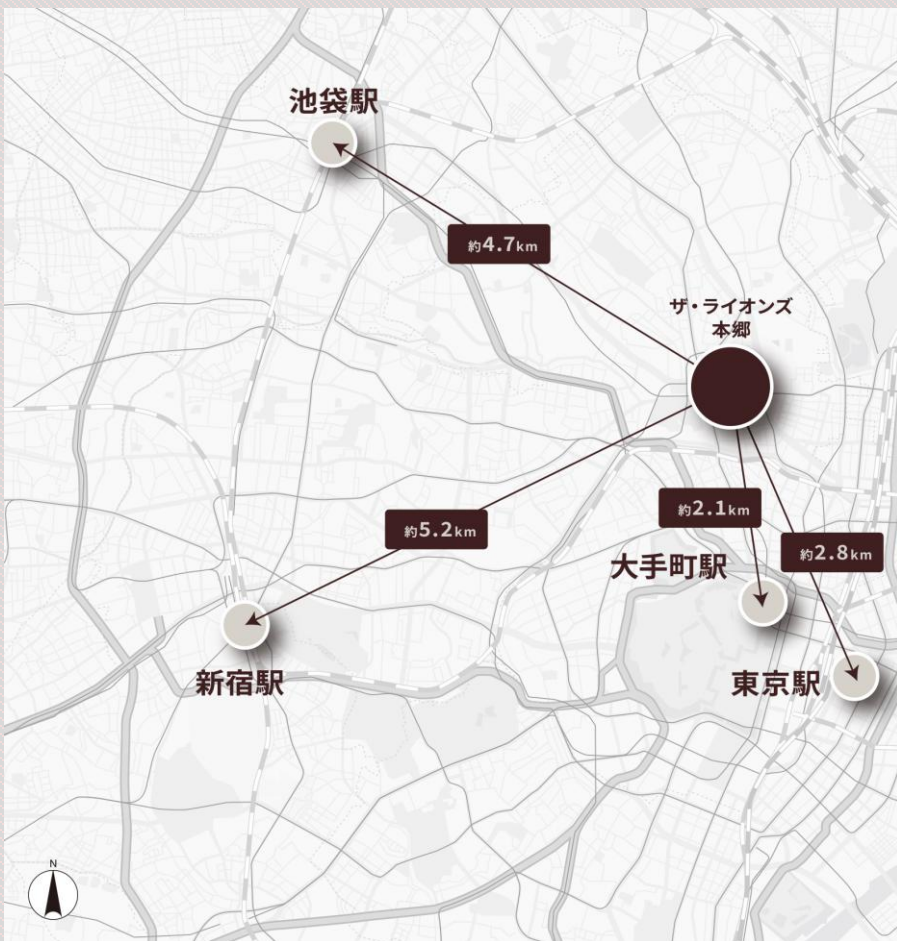 池袋駅
約4.7km
ザ・ライオンズ
本郷
約5.2km
約2.1km
約2.8km
大手町駅
新宿駅
東京駅
N